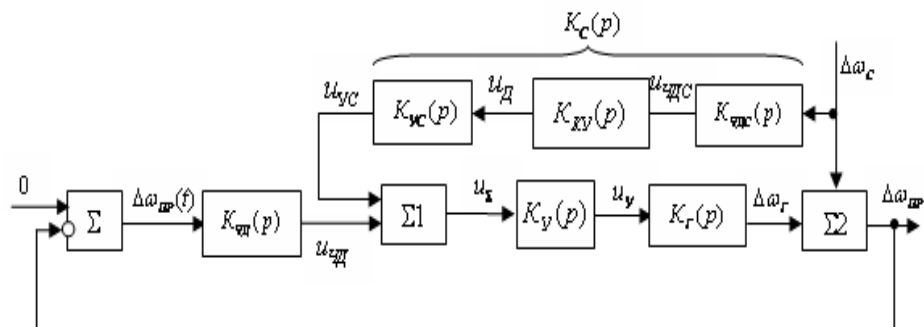 K_C(p)
Δω_C
u_УС
K_УС(p)
u_Д
K_КУ(p)
u_ЧДС
K_ЧДС(p)
0
Σ
Δω_ПР(t)
K_ЧД(p)
u_ЧД
Σ1
u_Σ
K_У(p)
u_У
K_Г(p)
Δω_Г
Σ2
Δω_ПР